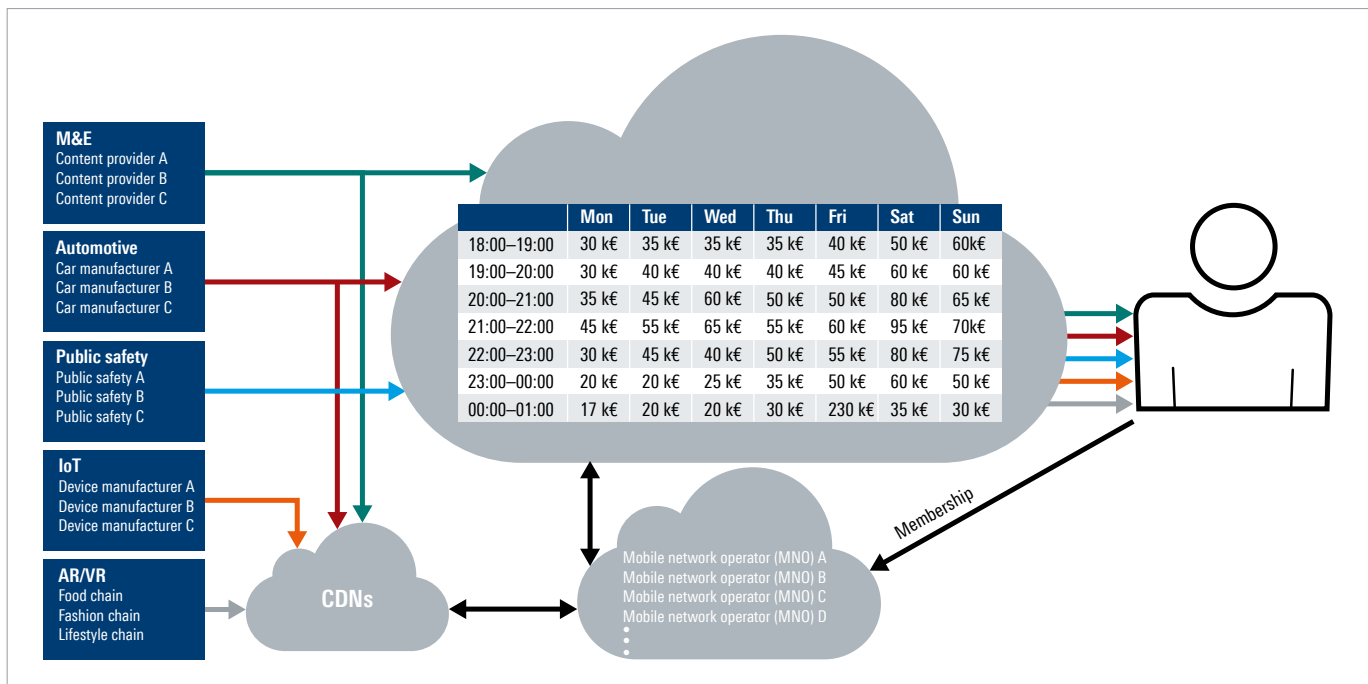 M&E
Content provider A
Content provider B
Content provider C
Automotive
Car manufacturer A
Car manufacturer B
Car manufacturer C
Public safety
Public safety A
Public safety B
Public safety C
IoT
Device manufacturer A
Device manufacturer B
Device manufacturer C
AR/VR
Food chain
Fashion chain
Lifestyle chain
Mon Tue Wed Thu Fri Sat Sun
18:00–19:00 30 k€ 35 k€ 35 k€ 35 k€ 40 k€ 50 k€ 60k€
19:00–20:00 30 k€ 40 k€ 40 k€ 40 k€ 45 k€ 60 k€ 60 k€
20:00–21:00 35 k€ 45 k€ 60 k€ 50 k€ 50 k€ 80 k€ 65 k€
21:00–22:00 45 k€ 55 k€ 65 k€ 55 k€ 60 k€ 95 k€ 70k€
22:00–23:00 30 k€ 45 k€ 40 k€ 50 k€ 55 k€ 80 k€ 75 k€
23:00–00:00 20 k€ 20 k€ 25 k€ 35 k€ 50 k€ 60 k€ 50 k€
00:00–01:00 17 k€ 20 k€ 20 k€ 30 k€ 230 k€ 35 k€ 30 k€
CDNs
Mobile network operator (MNO) A
Mobile network operator (MNO) B
Mobile network operator (MNO) C
Mobile network operator (MNO) D
Membership